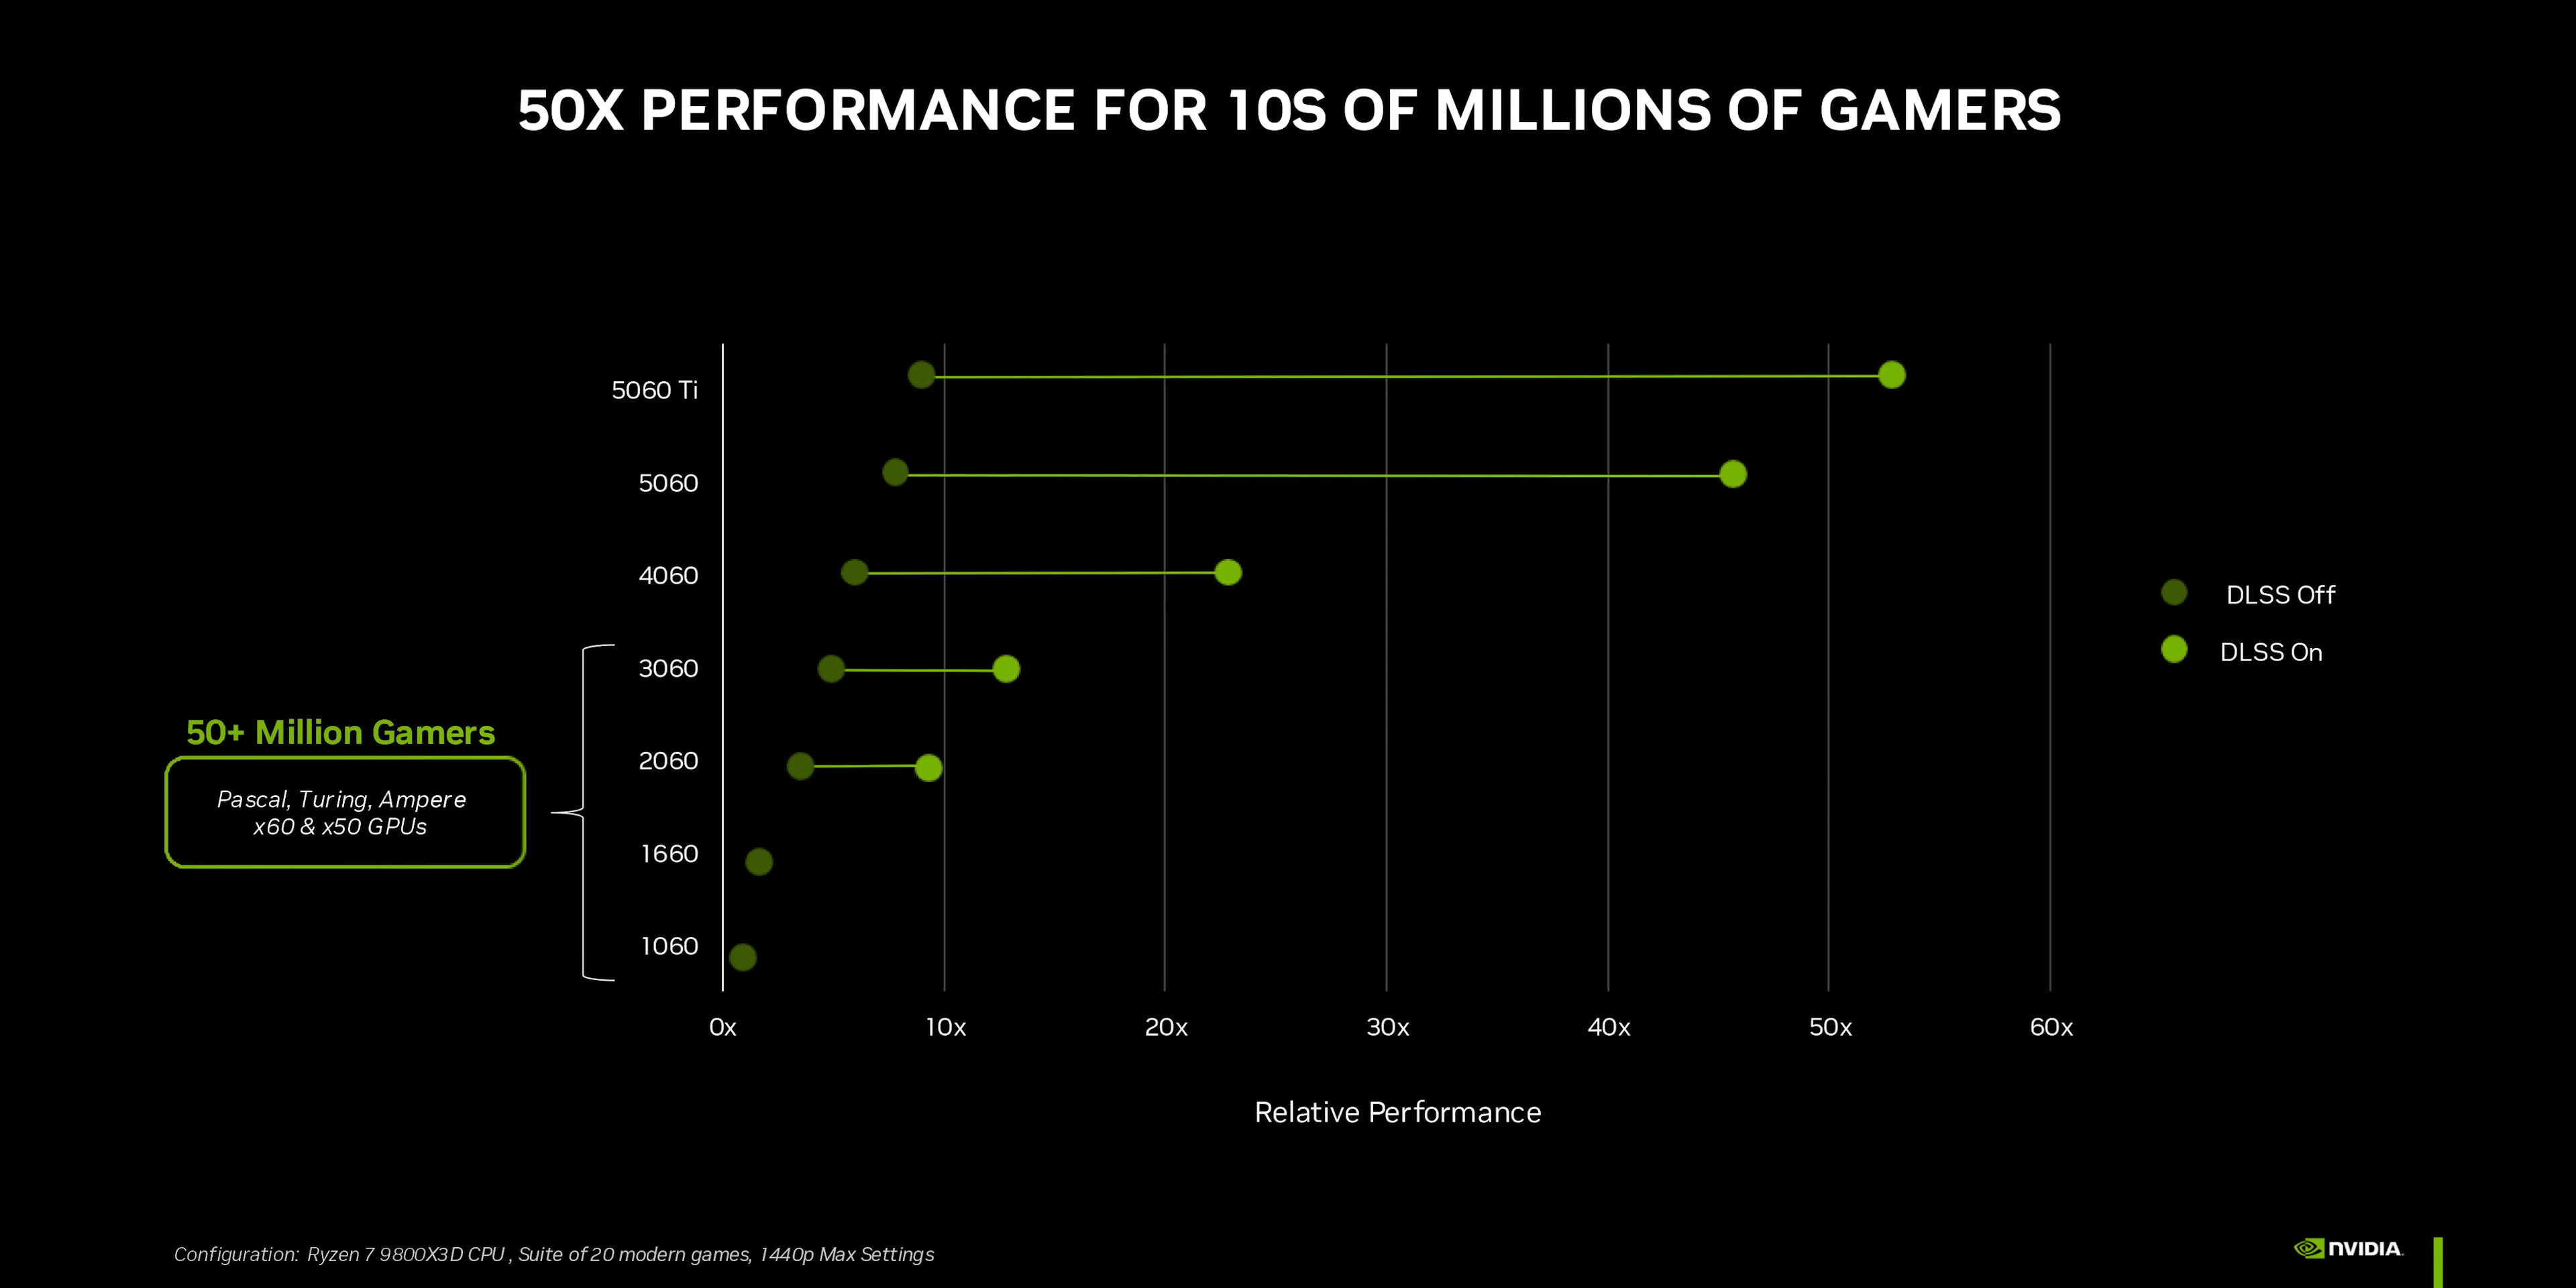 50X PERFORMANCE FOR 10S OF MILLIONS OF GAMERS
5060 Ti
5060
4060
3060
2060
1660
1060
50+ Million Gamers
Pascal, Turing, Ampere
x60 & x50 GPUs
DLSS Off
DLSS On
0x
10x
20x
30x
40x
50x
60x
Relative Performance
Configuration: Ryzen 7 9800X3D CPU , Suite of 20 modern games, 1440p Max Settings
NVIDIA